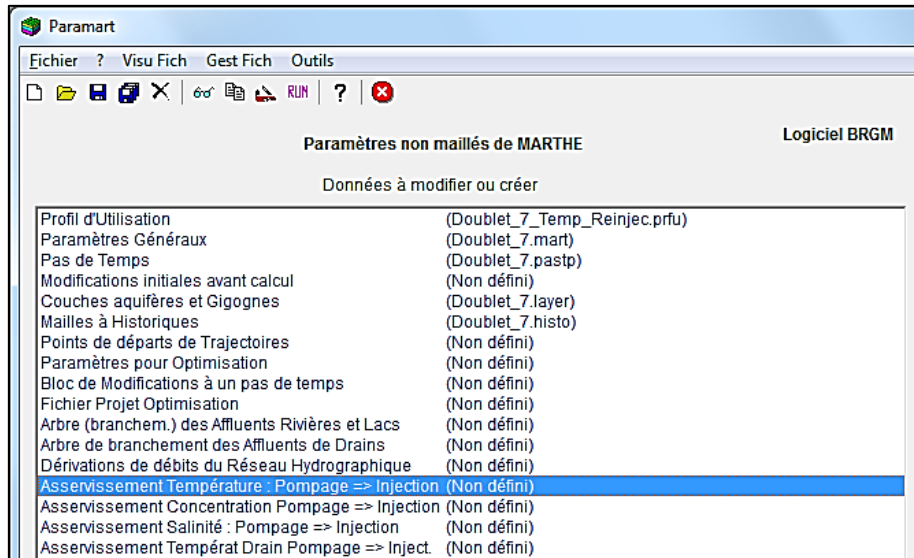 Paramart
Fichier ? Visu Fich Gest Fich Outils
RUN ?
Logiciel BRGM
Paramètres non maillés de MARTHE
Données à modifier ou créer
Profil d'Utilisation (Doublet_7_Temp_Reinjec.prfu)
Paramètres Généraux (Doublet_7.mart)
Pas de Temps (Doublet_7.pastp)
Modifications initiales avant calcul (Non défini)
Couches aquifères et Gigognes (Doublet_7.layer)
Mailles à Historiques (Doublet_7.histo)
Points de départs de Trajectoires (Non défini)
Paramètres pour Optimisation (Non défini)
Bloc de Modifications à un pas de temps (Non défini)
Fichier Projet Optimisation (Non défini)
Arbre (branchem.) des Affluents Rivières et Lacs (Non défini)
Arbre de branchement des Affluents de Drains (Non défini)
Dérivations de débits du Réseau Hydrographique (Non défini)
Asservissement Température : Pompage => Injection (Non défini)
Asservissement Concentration Pompage => Injection (Non défini)
Asservissement Salinité : Pompage => Injection (Non défini)
Asservissement Températ Drain Pompage => Inject. (Non défini)